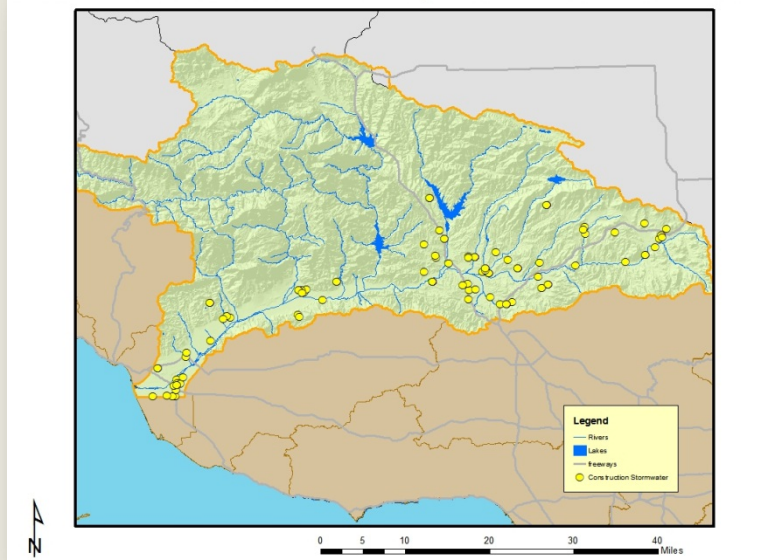 Legend
Rivers
Lakes
freeways
Construction Stormwater
N
0 5 10 20 30 40
Miles